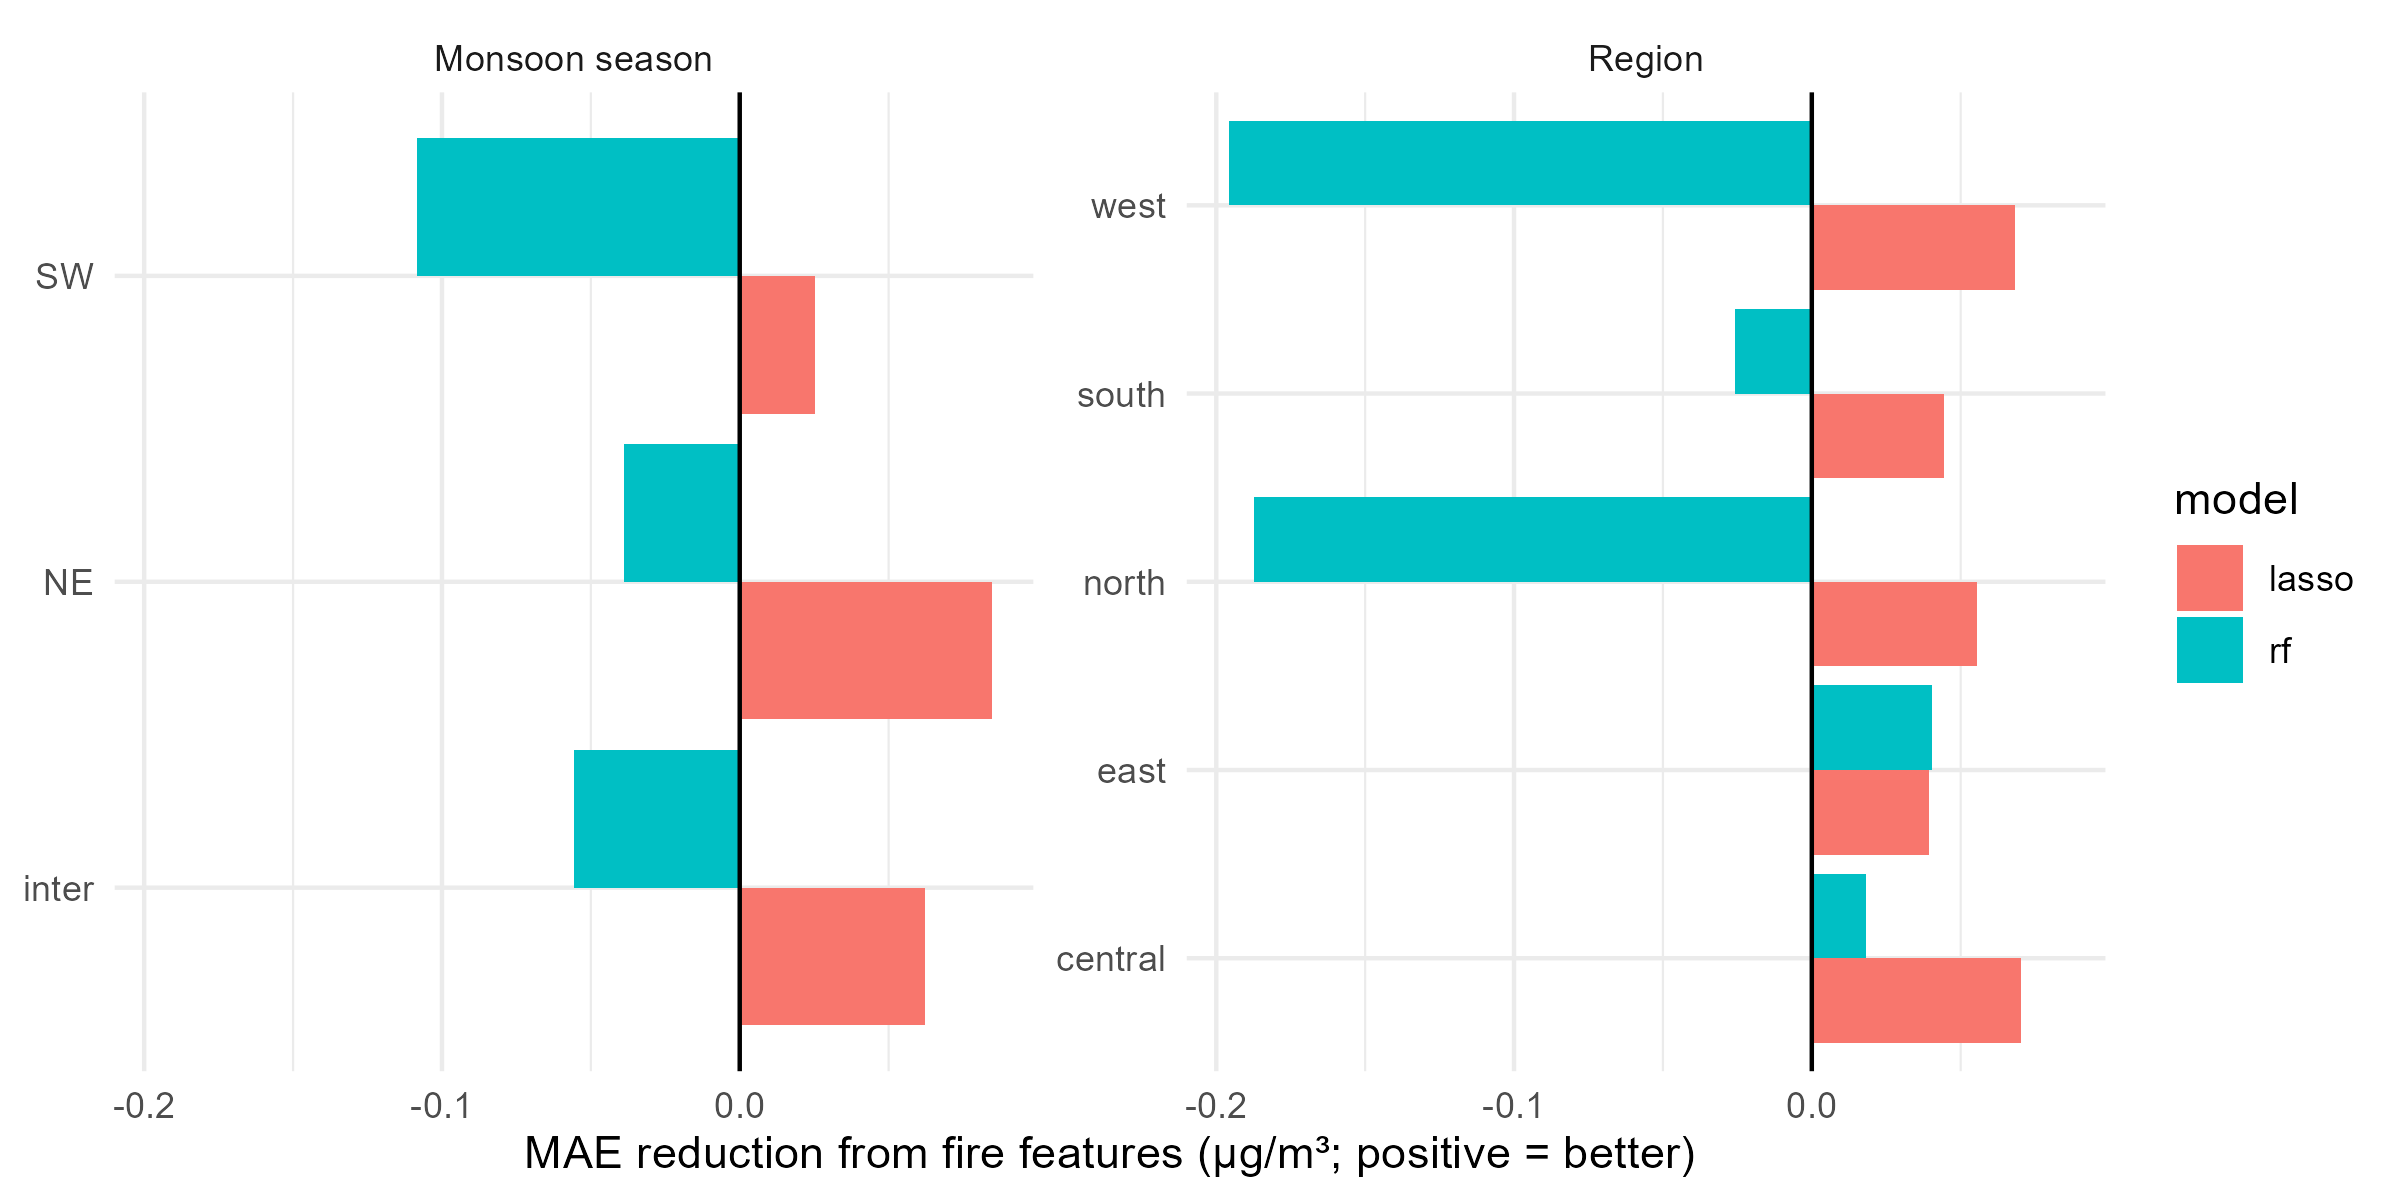 Monsoon season
Region
SW
NE
inter
west
south
north
east
central
-0.2
-0.1
0.0
-0.2
-0.1
0.0
MAE reduction from fire features (µg/m³; positive = better)
model
lasso
rf